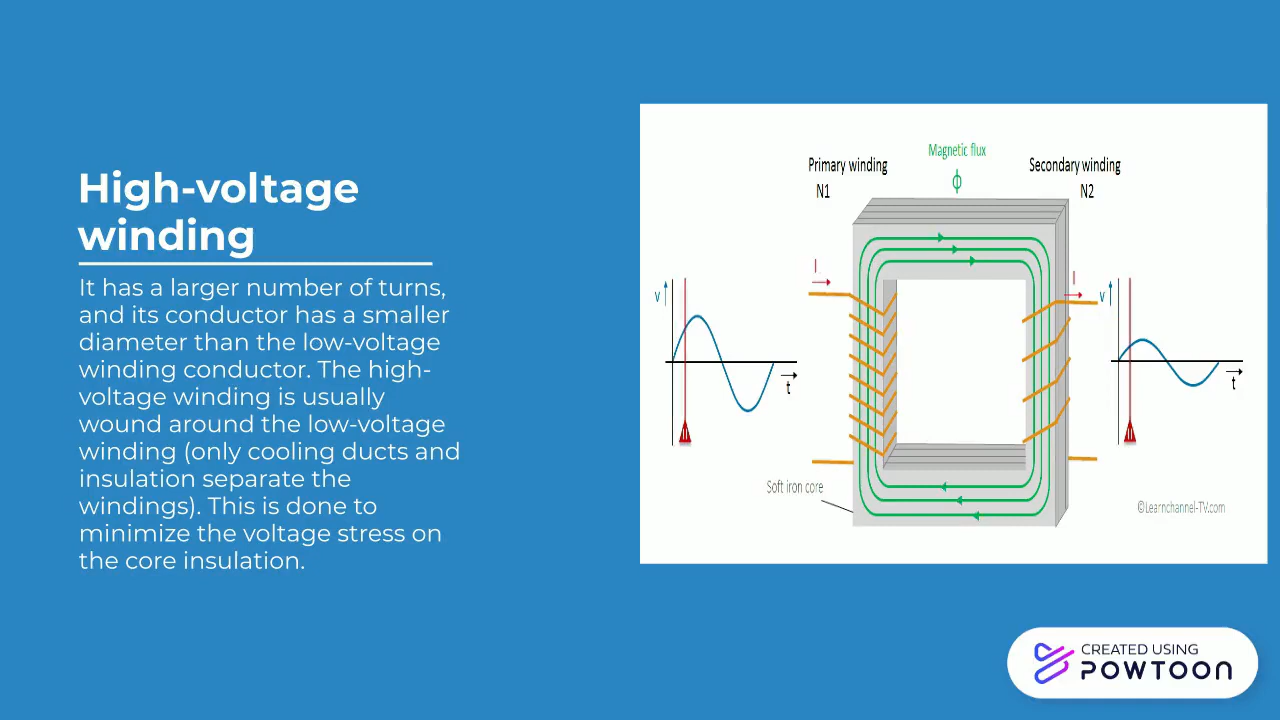 High-voltage
winding
It has a larger number of turns,
and its conductor has a smaller
diameter than the low-voltage
winding conductor. The high-
voltage winding is usually
wound around the low-voltage
winding (only cooling ducts and
insulation separate the
windings). This is done to
minimize the voltage stress on
the core insulation.
Magnetic flux
Φ
Primary winding
N1
Secondary winding
N2
I
I
v
t
v
t
Soft iron core
©Learnchannel-TV.com
CREATED USING
POWTOON